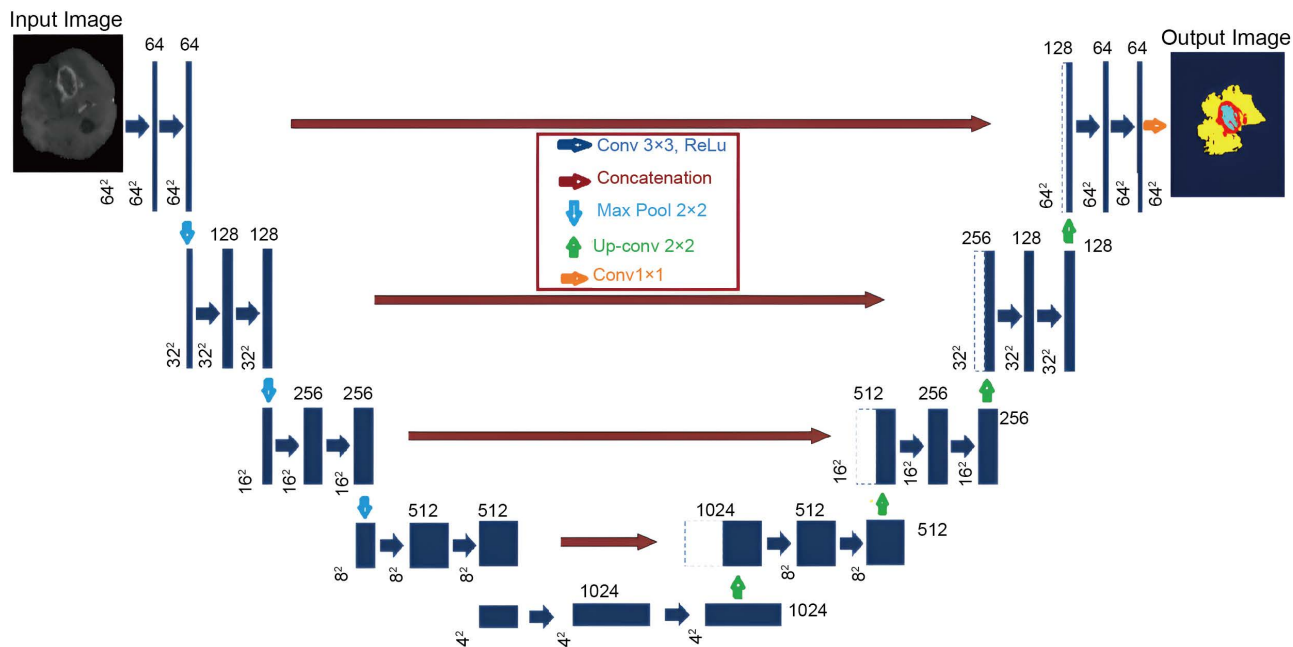 Input Image
64 64
64² 64² 64²
128 128
32² 32² 32²
256 256
16² 16² 16²
512 512
8² 8² 8²
1024
1024
4² 4² 4²
Conv 3×3, ReLu
Concatenation
Max Pool 2×2
Up-conv 2×2
Conv1×1
1024 512
512
8² 8²
512 256
256
16² 16² 16²
256 128
128
32² 32² 32²
128 64 64
64² 64² 64² 64²
Output Image